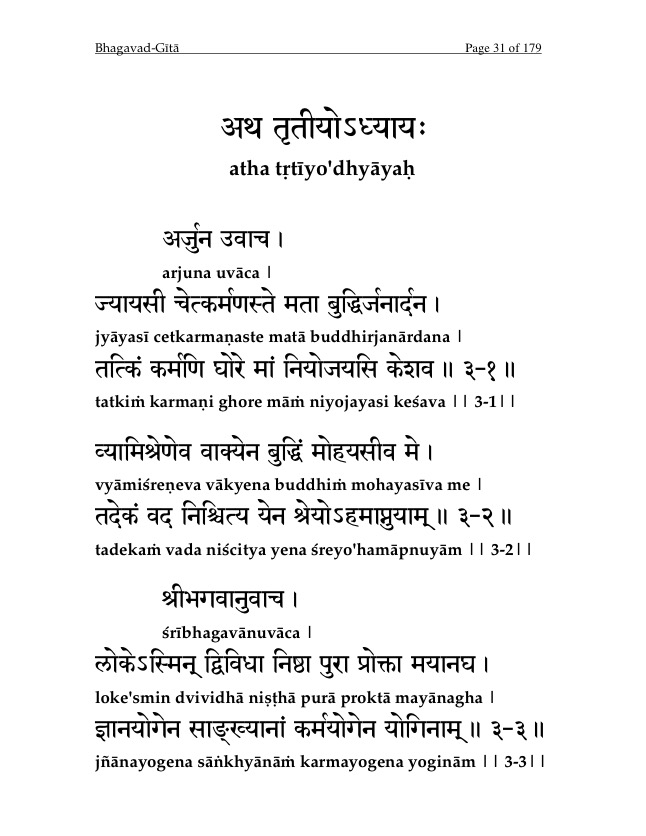 Bhagavad-Gītā Page 31 of 179
अथ तृतीयोऽध्यायः
atha tṛtīyo'dhyāyaḥ
अर्जुन उवाच ।
arjuna uvāca |
ज्यायसी चेत्कर्मणस्ते मता बुद्धिर्जनार्दन ।
jyāyasī cetkarmaṇaste matā buddhirjanārdana |
तत्किं कर्मणि घोरे मां नियोजयसि केशव ॥ ३-१॥
tatkiṁ karmaṇi ghore māṁ niyojayasi keśava || 3-1||
व्यामिश्रेणेव वाक्येन बुद्धिं मोहयसीव मे ।
vyāmiśreṇeva vākyena buddhiṁ mohayasīva me |
तदेकं वद निश्चित्य येन श्रेयोऽहमाप्नुयाम् ॥ ३-२॥
tadekaṁ vada niścitya yena śreyo'hamāpnuyām || 3-2||
श्रीभगवानुवाच ।
śrībhagavānuvāca |
लोकेऽस्मिन् द्विविधा निष्ठा पुरा प्रोक्ता मयानघ ।
loke'smin dvividhā niṣṭhā purā proktā mayānagha |
ज्ञानयोगेन साङ्ख्यानां कर्मयोगेन योगिनाम् ॥ ३-३॥
jñānayogena sāṅkhyānāṁ karmayogena yoginām || 3-3||